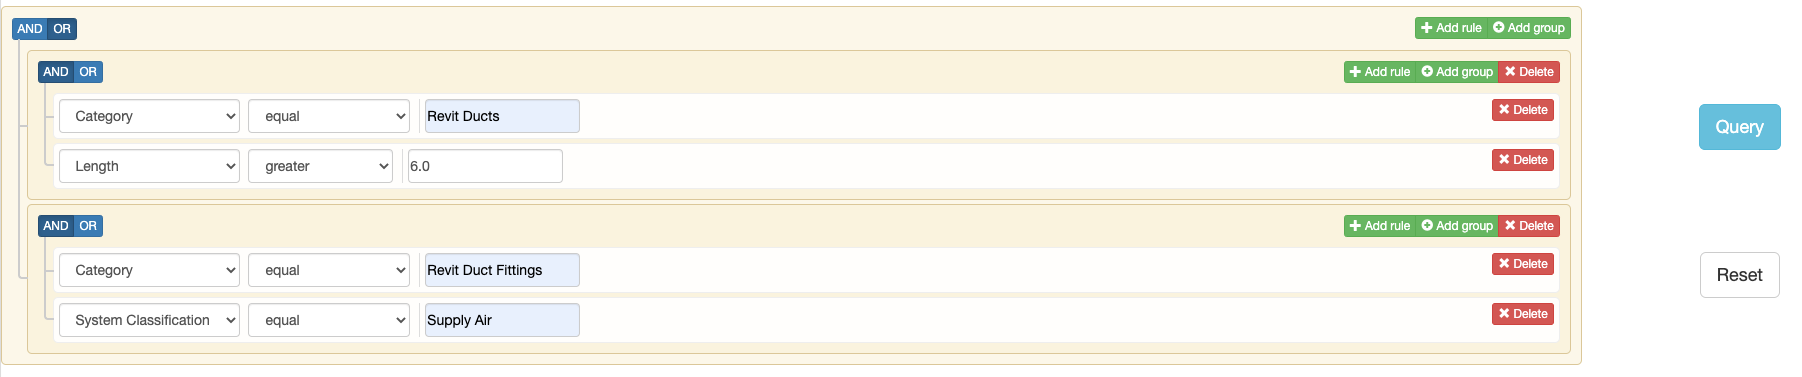 AND OR + Add rule Add group
AND OR + Add rule Add group ✖ Delete
Category equal Revit Ducts ✖ Delete
Query
Length greater 6.0 ✖ Delete
AND OR + Add rule Add group ✖ Delete
Category equal Revit Duct Fittings ✖ Delete
Reset
System Classification equal Supply Air ✖ Delete